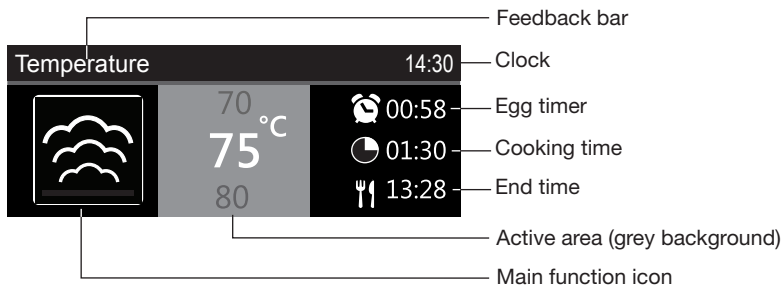 Feedback bar
Temperature 14:30 Clock
70
75 °C
80
00:58 Egg timer
01:30 Cooking time
13:28 End time
Active area (grey background)
Main function icon